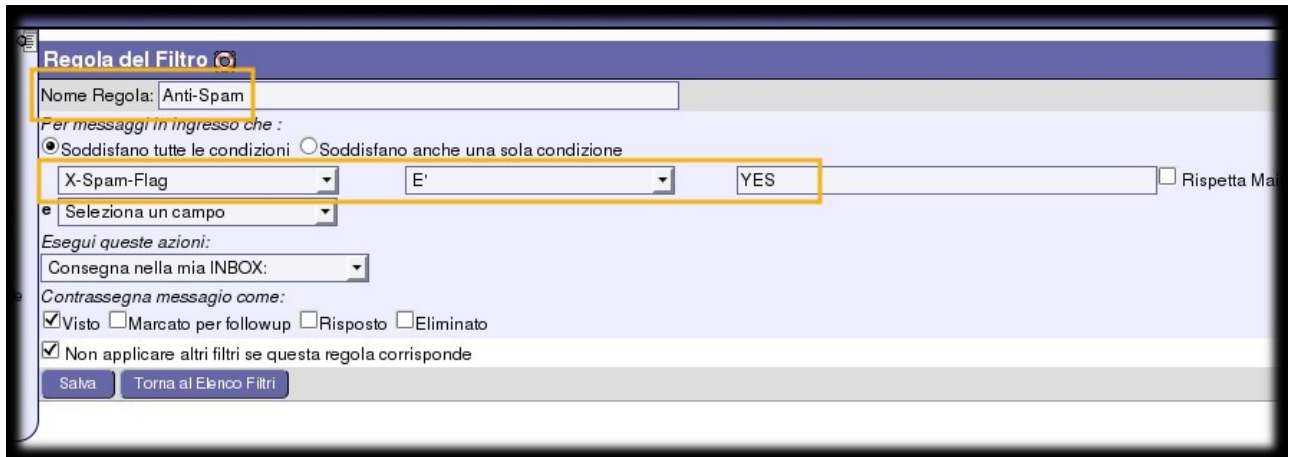 Regola del Filtro
Nome Regola: Anti-Spam
Per messaggi in ingresso che :
Soddisfano tutte le condizioni Soddisfano anche una sola condizione
X-Spam-Flag E' YES Rispetta Mai
e Seleziona un campo
Esegui queste azioni:
Consegna nella mia INBOX:
Contrassegna messagio come:
Visto Marcato per followup Risposto Eliminato
Non applicare altri filtri se questa regola corrisponde
Salva Torna al Elenco Filtri